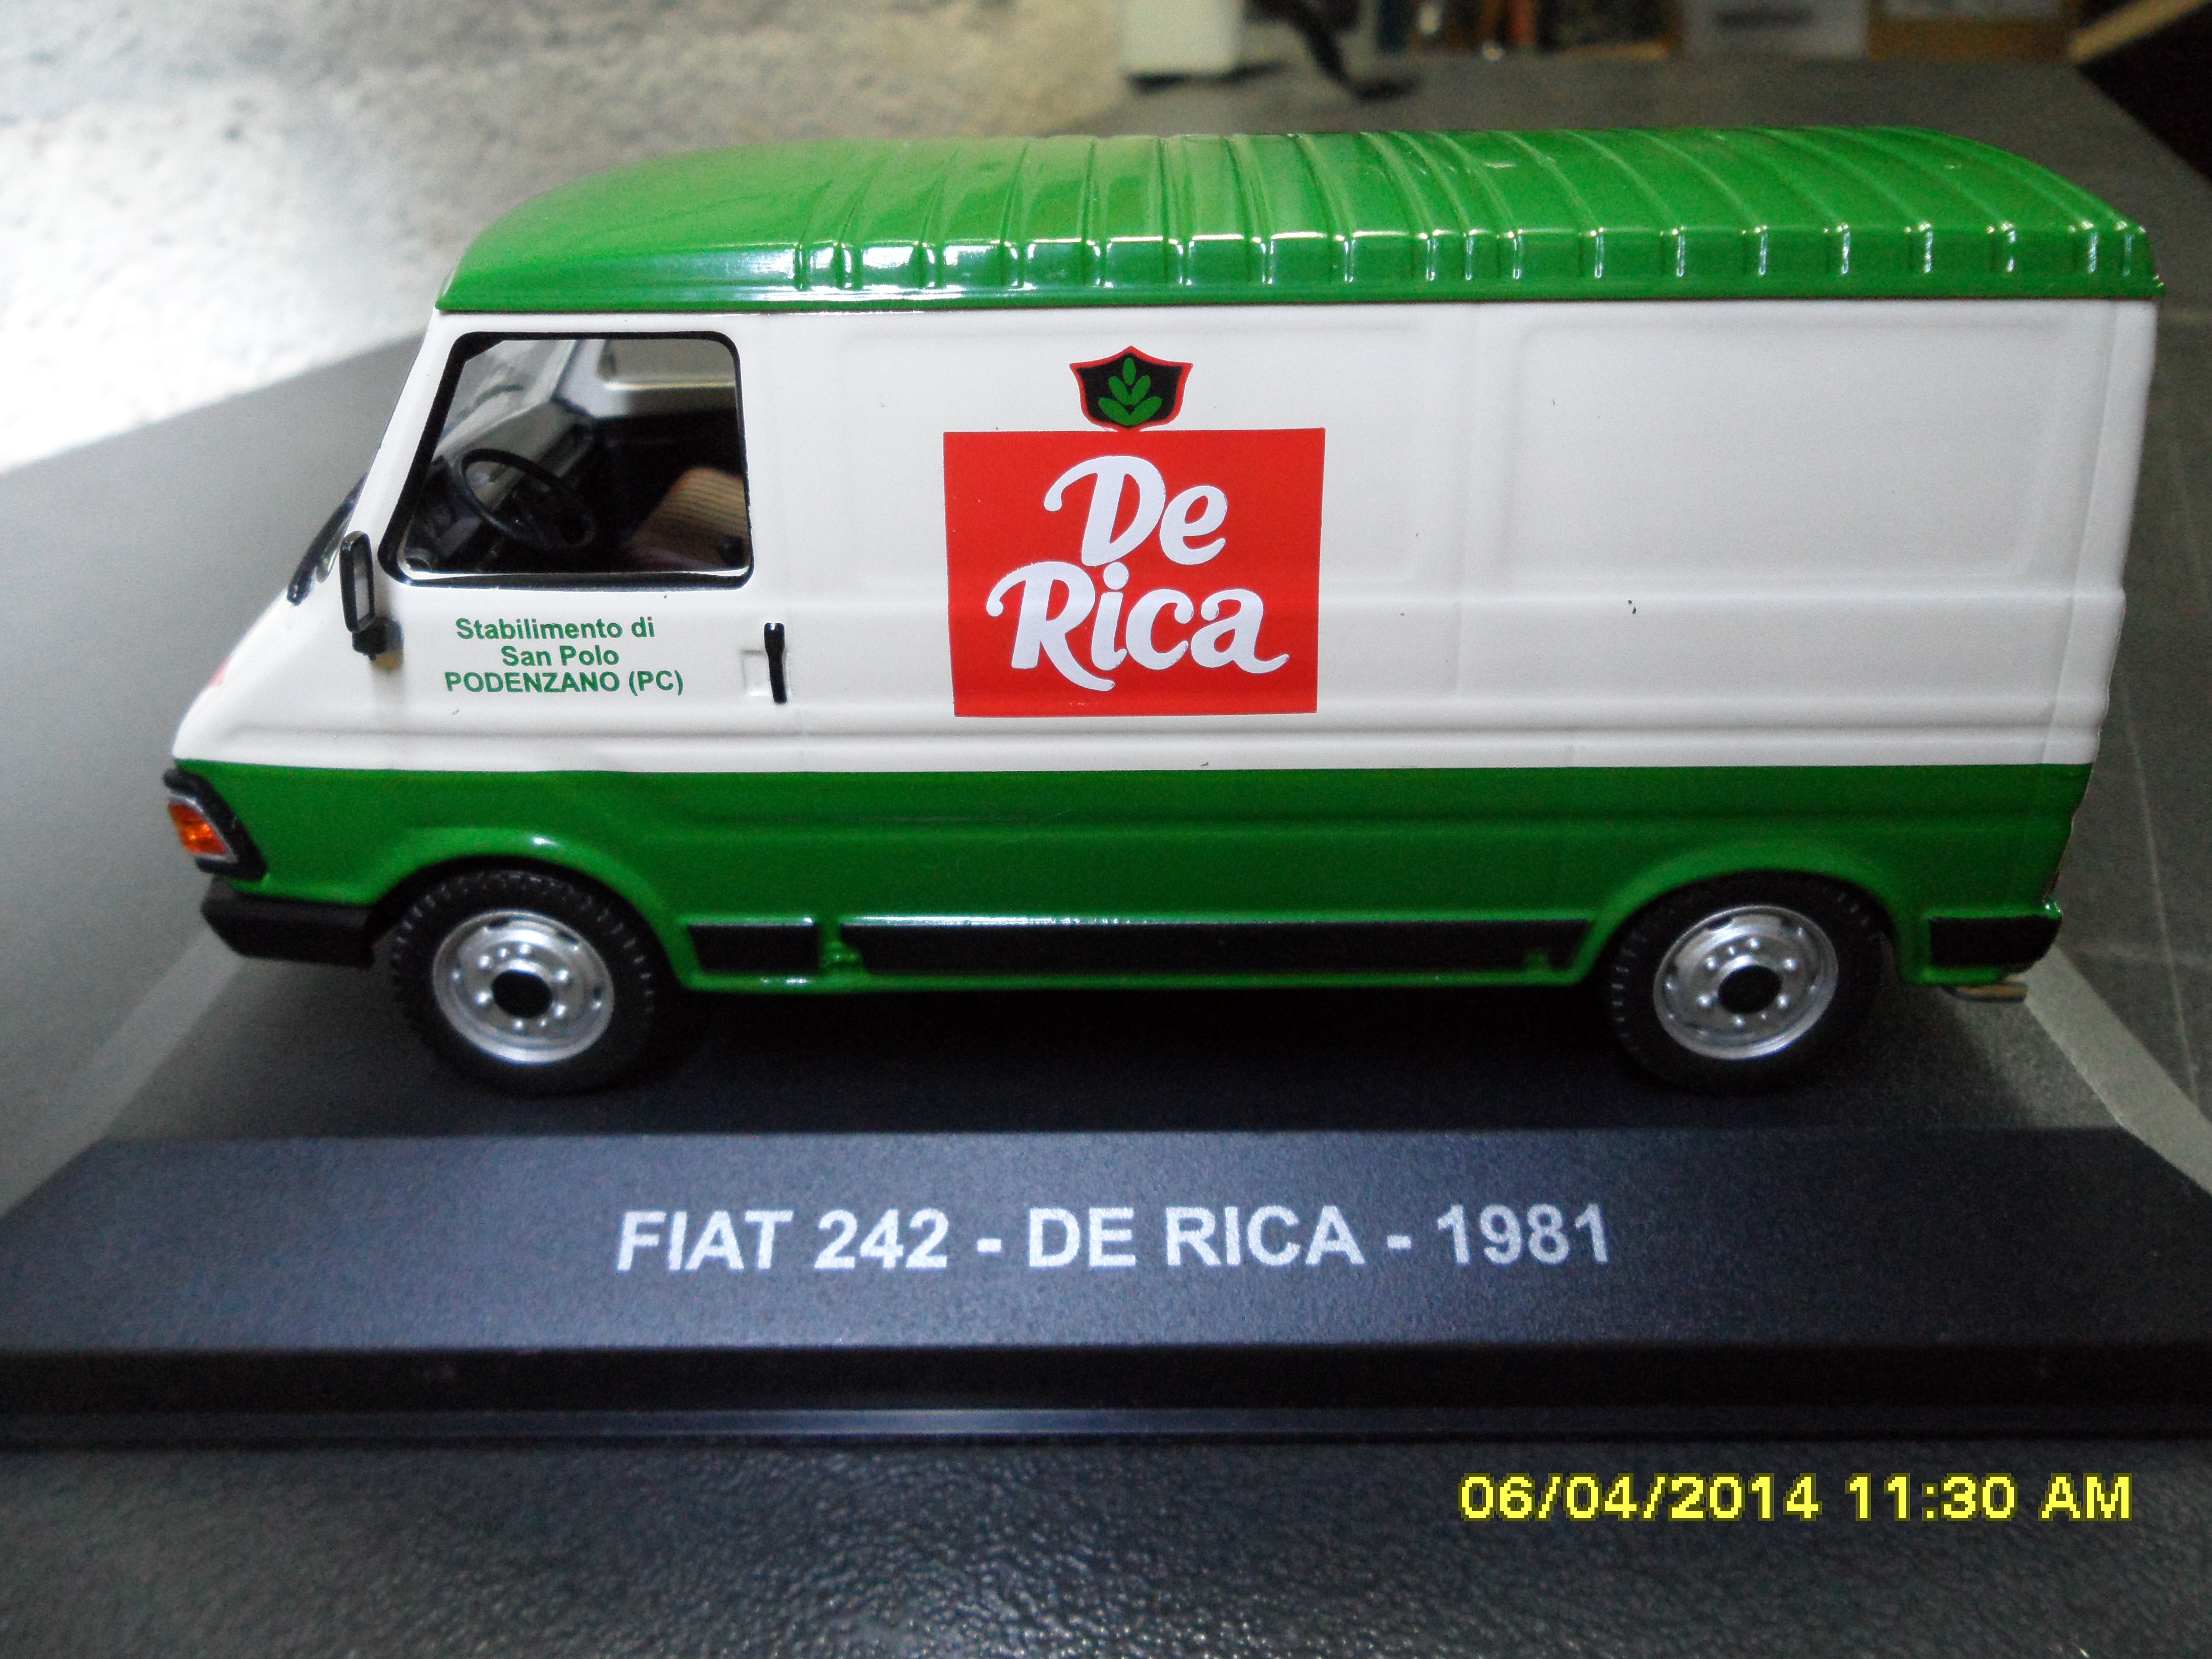 De
Rica
Stabilimento di
San Polo
PODENZANO (PC)
FIAT 242 - DE RICA - 1981
06/04/2014 11:30 AM